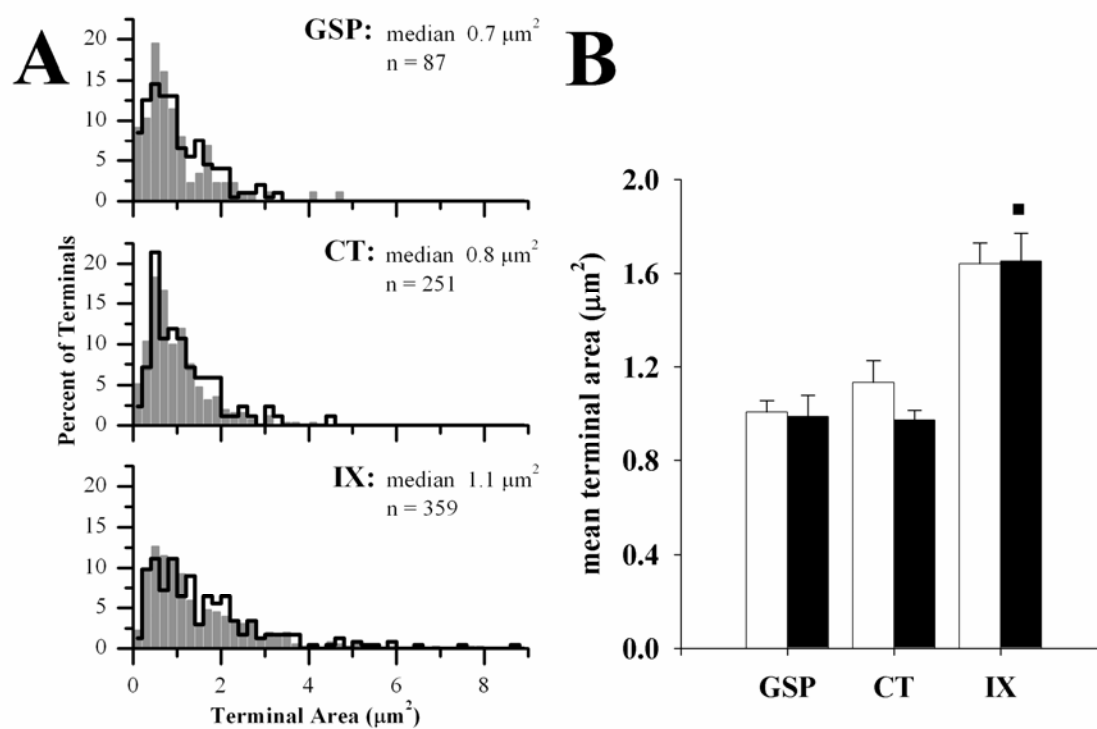 A
GSP: median 0.7 μm²
n = 87
20
15
10
5
0
CT: median 0.8 μm²
n = 251
20
15
10
5
0
IX: median 1.1 μm²
n = 359
20
15
10
5
0
Percent of Terminals
0 2 4 6 8
Terminal Area (μm²)
B
2.0
1.6
1.2
0.8
0.4
0.0
mean terminal area (μm²)
GSP CT IX